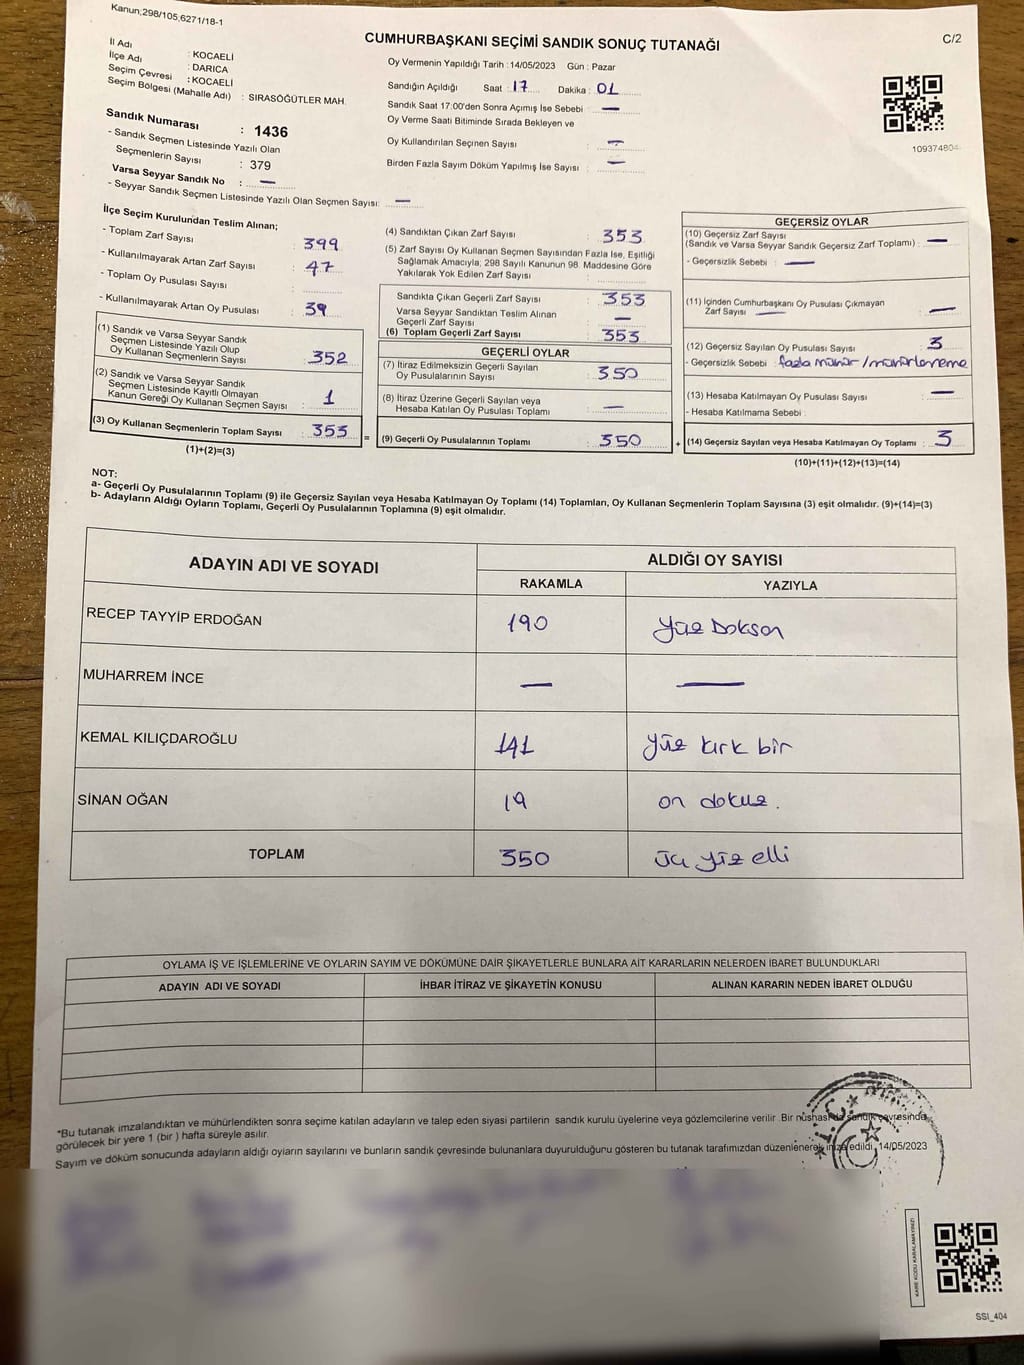 Kanun;298/105,6271/18-1
CUMHURBAŞKANI SEÇİMİ SANDIK SONUÇ TUTANAĞI
C/2
İl Adı : KOCAELİ
İlçe Adı : DARICA
Seçim Çevresi : KOCAELİ
Seçim Bölgesi (Mahalle Adı) : SIRASÖĞÜTLER MAH.
Sandık Numarası : 1436
- Sandık Seçmen Listesinde Yazılı Olan
Seçmenlerin Sayısı : 379
Varsa Seyyar Sandık No : —
- Seyyar Sandık Seçmen Listesinde Yazılı Olan Seçmen Sayısı: —
Oy Vermenin Yapıldığı Tarih : 14/05/2023 Gün : Pazar
Sandığın Açıldığı Saat : 17 Dakika : 01
Sandık Saat 17:00'den Sonra Açımış İse Sebebi : —
Oy Verme Saati Bitiminde Sırada Bekleyen ve
Oy Kullandırılan Seçinen Sayısı : —
Birden Fazla Sayım Döküm Yapılmış İse Sayısı : —
109374804
İlçe Seçim Kurulundan Teslim Alınan;
- Toplam Zarf Sayısı : 399
- Kullanılmayarak Artan Zarf Sayısı : 47
- Toplam Oy Pusulası Sayısı :
- Kullanılmayarak Artan Oy Pusulası : 39
(1) Sandık ve Varsa Seyyar Sandık
Seçmen Listesinde Yazılı Olup
Oy Kullanan Seçmenlerin Sayısı : 352
(2) Sandık ve Varsa Seyyar Sandık
Seçmen Listesinde Kayıtlı Olmayan
Kanun Gereği Oy Kullanan Seçmen Sayısı : 1
(3) Oy Kullanan Seçmenlerin Toplam Sayısı : 353
(1)+(2)=(3)
=
(4) Sandıktan Çıkan Zarf Sayısı : 353
(5) Zarf Sayısı Oy Kullanan Seçmen Sayısından Fazla İse, Eşitliği
Sağlamak Amacıyla, 298 Sayılı Kanunun 98. Maddesine Göre
Yakılarak Yok Edilen Zarf Sayısı :
Sandıkta Çıkan Geçerli Zarf Sayısı : 353
Varsa Seyyar Sandıktan Teslim Alınan
Geçerli Zarf Sayısı : —
(6) Toplam Geçerli Zarf Sayısı : 353
GEÇERLİ OYLAR
(7) İtiraz Edilmeksizin Geçerli Sayılan
Oy Pusulalarının Sayısı : 350
(8) İtiraz Üzerine Geçerli Sayılan veya
Hesaba Katılan Oy Pusulası Toplamı : —
(9) Geçerli Oy Pusulalarının Toplamı : 350
+
GEÇERSİZ OYLAR
(10) Geçersiz Zarf Sayısı
(Sandık ve Varsa Seyyar Sandık Geçersiz Zarf Toplamı) : —
- Geçersizlik Sebebi : —
(11) İçinden Cumhurbaşkanı Oy Pusulası Çıkmayan
Zarf Sayısı — : —
(12) Geçersiz Sayılan Oy Pusulası Sayısı : 3
- Geçersizlik Sebebi : fazla mühür / mühürlememe
(13) Hesaba Katılmayan Oy Pusulası Sayısı : —
- Hesaba Katılmama Sebebi :
(14) Geçersiz Sayılan veya Hesaba Katılmayan Oy Toplamı : 3
(10)+(11)+(12)+(13)=(14)
NOT:
a- Geçerli Oy Pusulalarının Toplamı (9) ile Geçersiz Sayılan veya Hesaba Katılmayan Oy Toplamı (14) Toplamları, Oy Kullanan Seçmenlerin Toplam Sayısına (3) eşit olmalıdır. (9)+(14)=(3)
b- Adayların Aldığı Oyların Toplamı, Geçerli Oy Pusulalarının Toplamına (9) eşit olmalıdır.
ADAYIN ADI VE SOYADI
ALDIĞI OY SAYISI
RAKAMLA YAZIYLA
RECEP TAYYİP ERDOĞAN 190 yüz Doksan
MUHARREM İNCE — —
KEMAL KILIÇDAROĞLU 141 yüz kırk bir
SİNAN OĞAN 19 on dokuz.
TOPLAM 350 üç yüz elli
OYLAMA İŞ VE İŞLEMLERİNE VE OYLARIN SAYIM VE DÖKÜMÜNE DAİR ŞİKAYETLERLE BUNLARA AİT KARARLARIN NELERDEN İBARET BULUNDUKLARI
ADAYIN ADI VE SOYADI İHBAR İTİRAZ VE ŞİKAYETİN KONUSU ALINAN KARARIN NEDEN İBARET OLDUĞU
*Bu tutanak imzalandıktan ve mühürlendikten sonra seçime katılan adayların ve talep eden siyasi partilerin sandık kurulu üyelerine veya gözlemcilerine verilir .Bir nüshası da sandık çevresinde
görülecek bir yere 1 (bir ) hafta süreyle asılır.
Sayım ve döküm sonucunda adayların aldığı oyların sayılarını ve bunların sandık çevresinde bulunanlara duyurulduğunu gösteren bu tutanak tarafımızdan düzenlenerek imza edildi. 14/05/2023
T.C.
KARE KODU KARALAMAYINIZ!
SSI_404